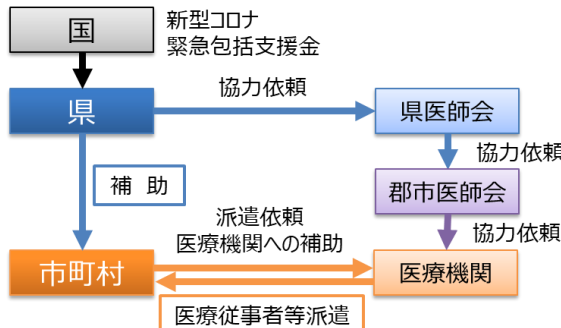 国
新型コロナ
緊急包括支援金
県
協力依頼
県医師会
協力依頼
補 助
郡市医師会
派遣依頼
医療機関への補助
協力依頼
市町村
医療機関
医療従事者等派遣